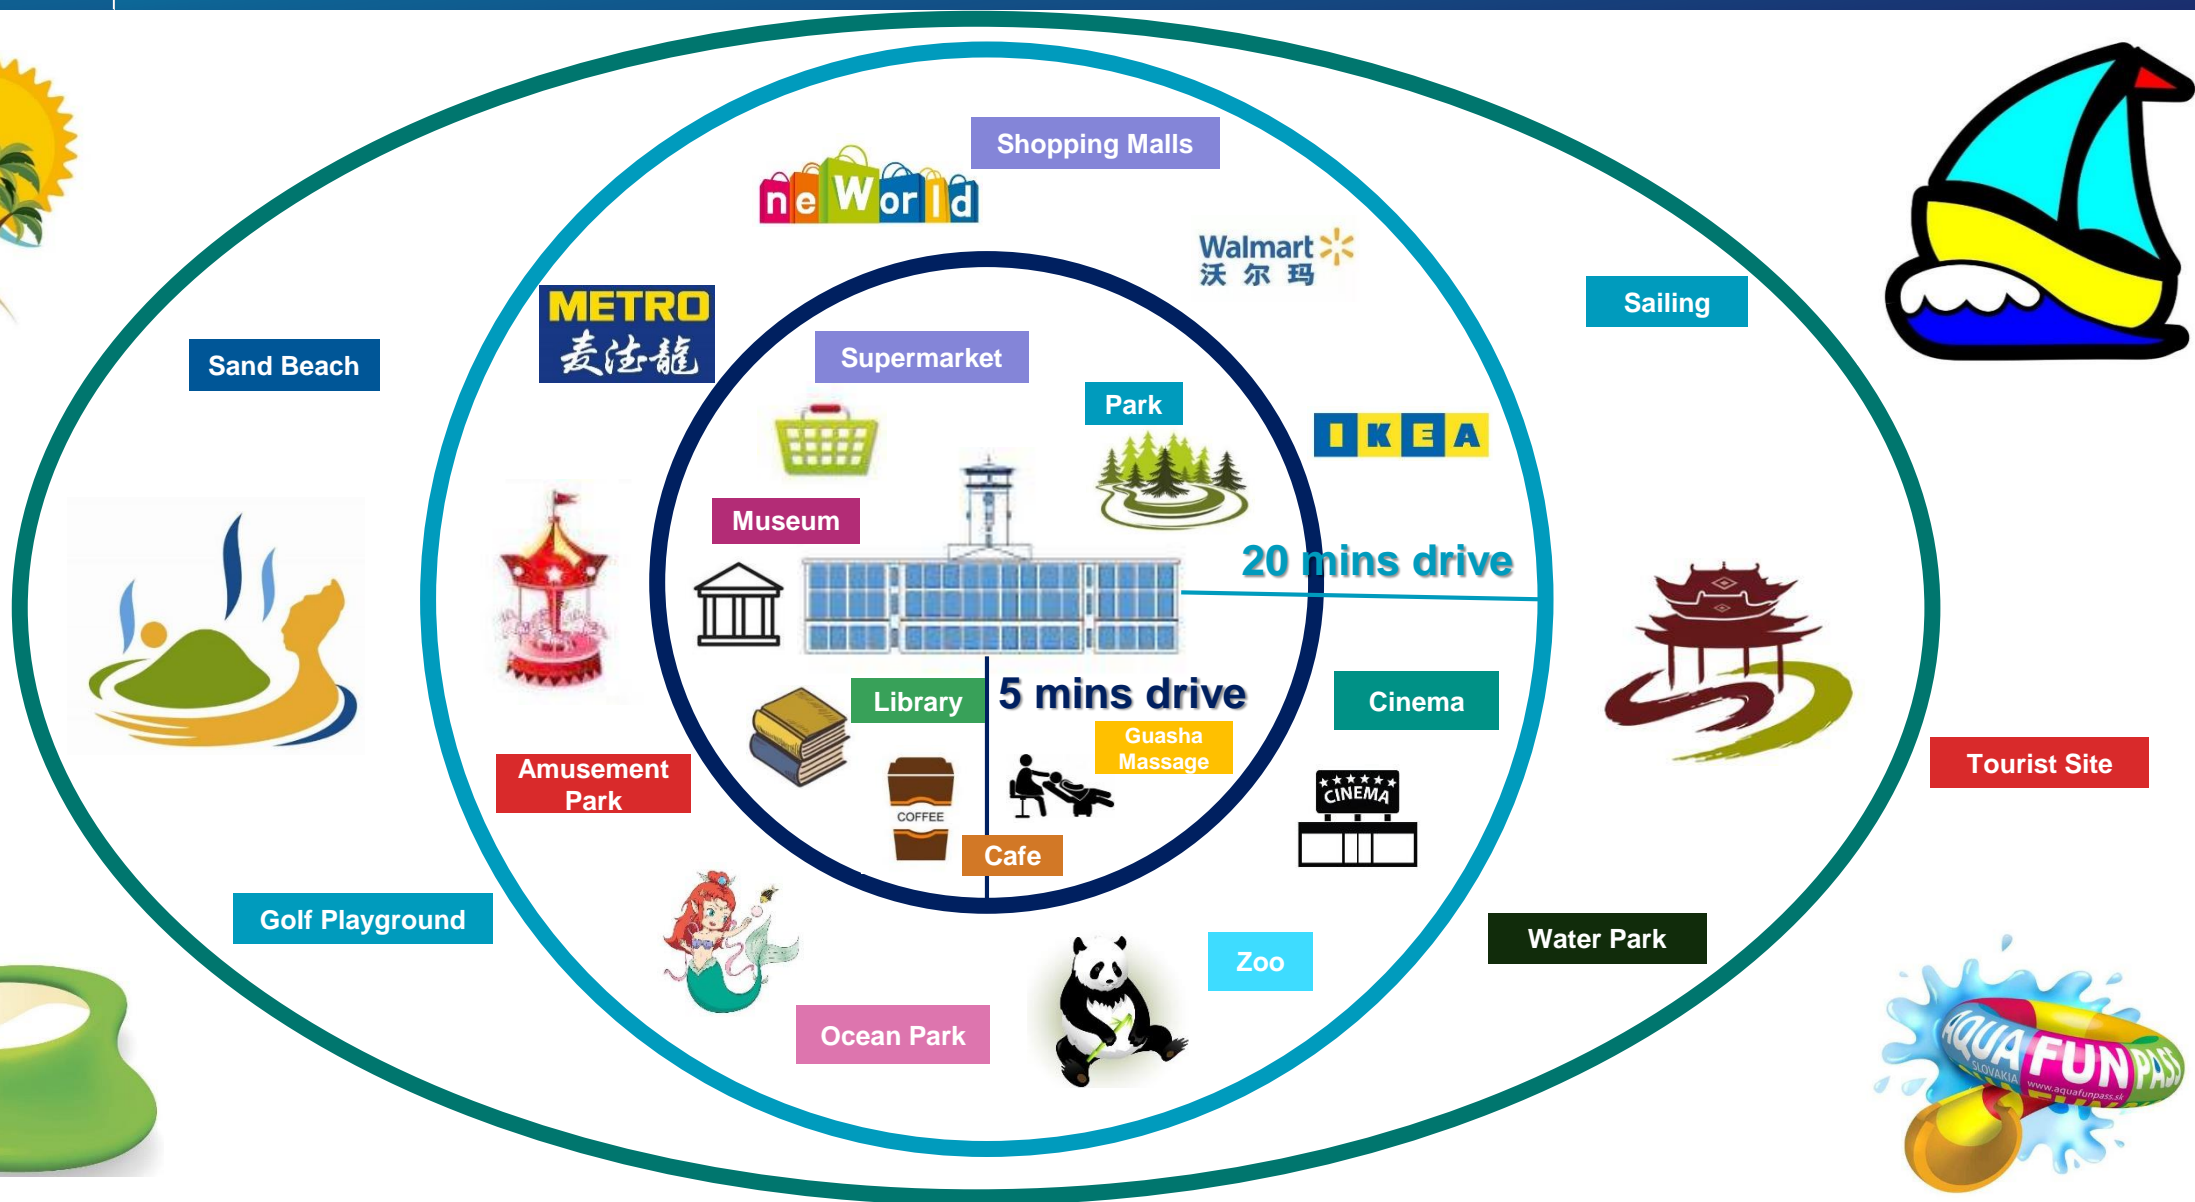 Shopping Malls
neWorld
Walmart
沃尔玛
METRO
麦德龍
Sailing
Sand Beach
Supermarket
Park
IKEA
Museum
20 mins drive
Library
5 mins drive
Cinema
Guasha
Massage
Tourist Site
Amusement
Park
CINEMA
COFFEE
Cafe
Golf Playground
Water Park
Zoo
Ocean Park
AQUA FUN PASS
SLOVAKIA
www.aquafunpass.sk